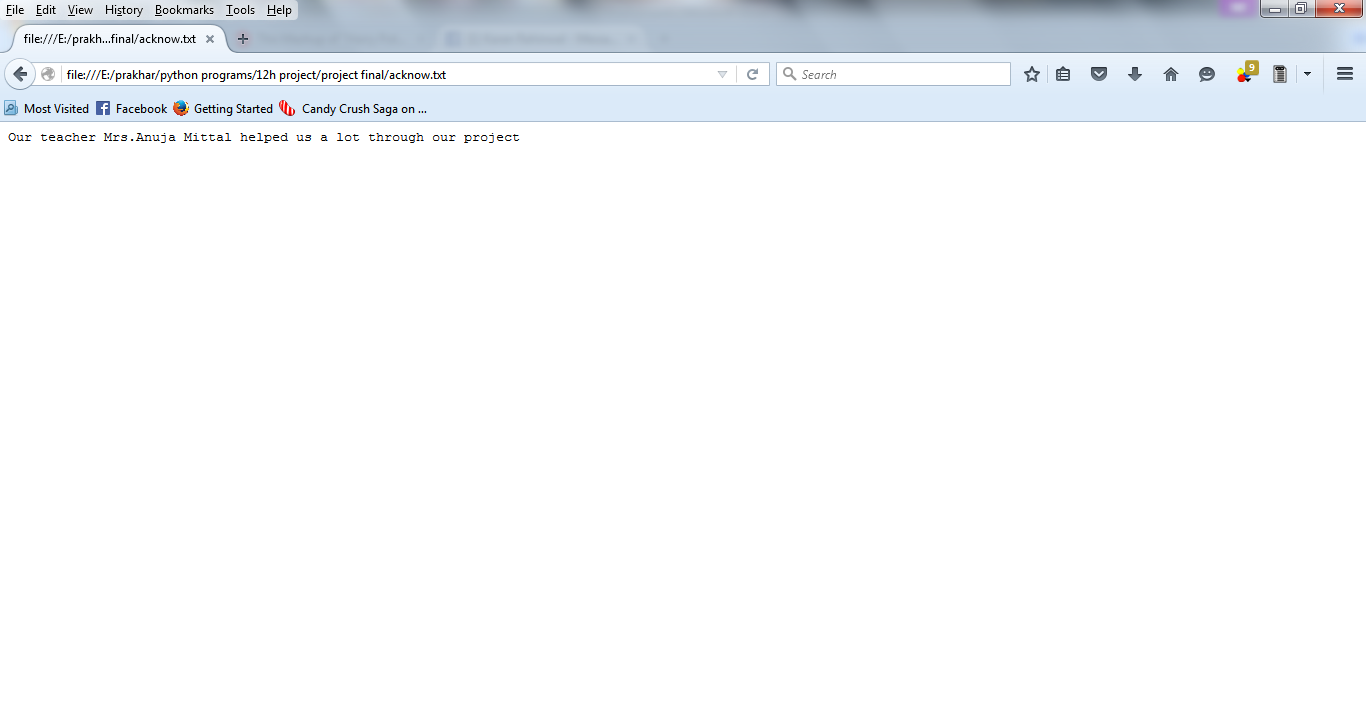 File Edit View History Bookmarks Tools Help
file:///E:/prakh...final/acknow.txt
file:///E:/prakhar/python programs/12h project/project final/acknow.txt Search 9
Most Visited Facebook Getting Started Candy Crush Saga on ...
Our teacher Mrs.Anuja Mittal helped us a lot through our project